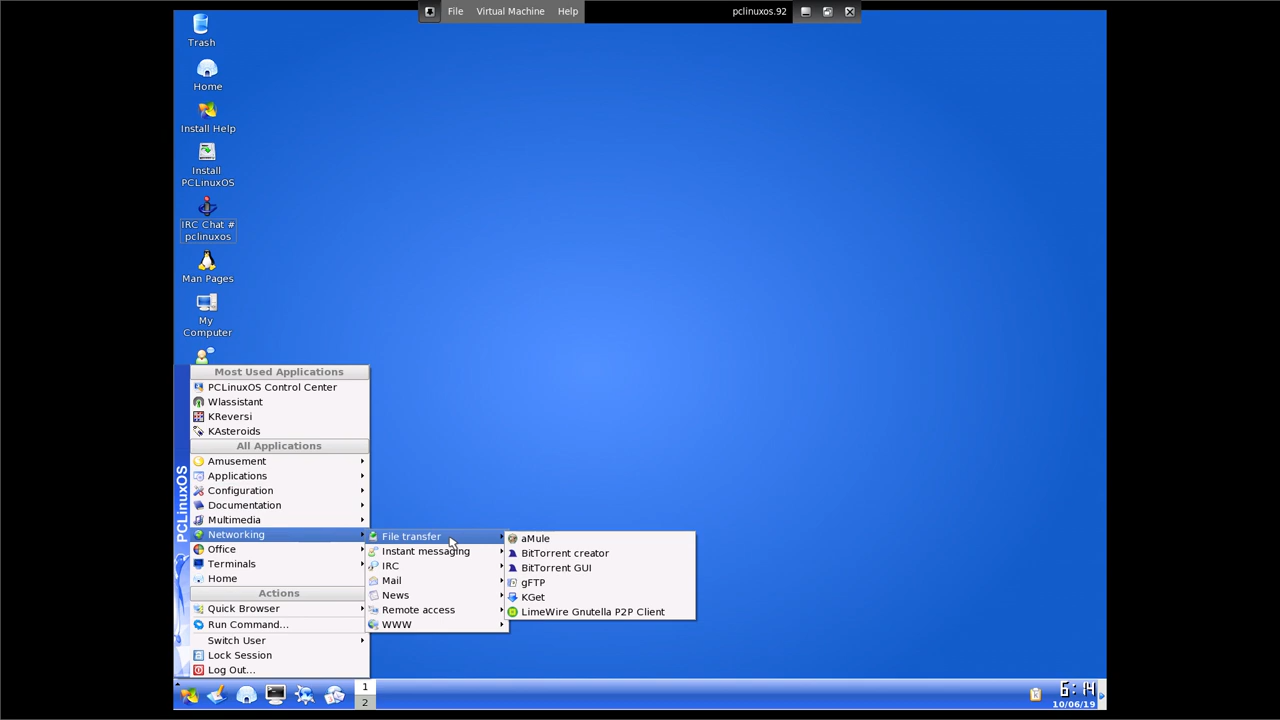 File Virtual Machine Help pclinuxos.92
Trash
Home
Install Help
Install
PCLinuxOS
IRC Chat #
pclinuxos
Man Pages
My
Computer
PCLinuxOS
Most Used Applications
PCLinuxOS Control Center
Wlassistant
KReversi
KAsteroids
All Applications
Amusement
Applications
Configuration
Documentation
Multimedia
Networking
Office
Terminals
Home
Actions
Quick Browser
Run Command...
Switch User
Lock Session
Log Out...
File transfer
Instant messaging
IRC
Mail
News
Remote access
WWW
aMule
BitTorrent creator
BitTorrent GUI
gFTP
KGet
LimeWire Gnutella P2P Client
1
2
6:14
10/06/19